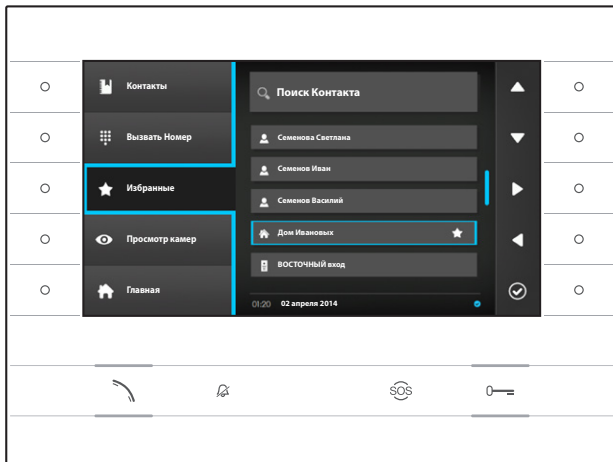 Контакты
Вызвать Номер
Избранные
Просмотр камер
Главная
Поиск Контакта
Семенова Светлана
Семенов Иван
Семенов Василий
Дом Ивановых
ВОСТОЧНЫЙ вход
01:20 02 апреля 2014
SOS